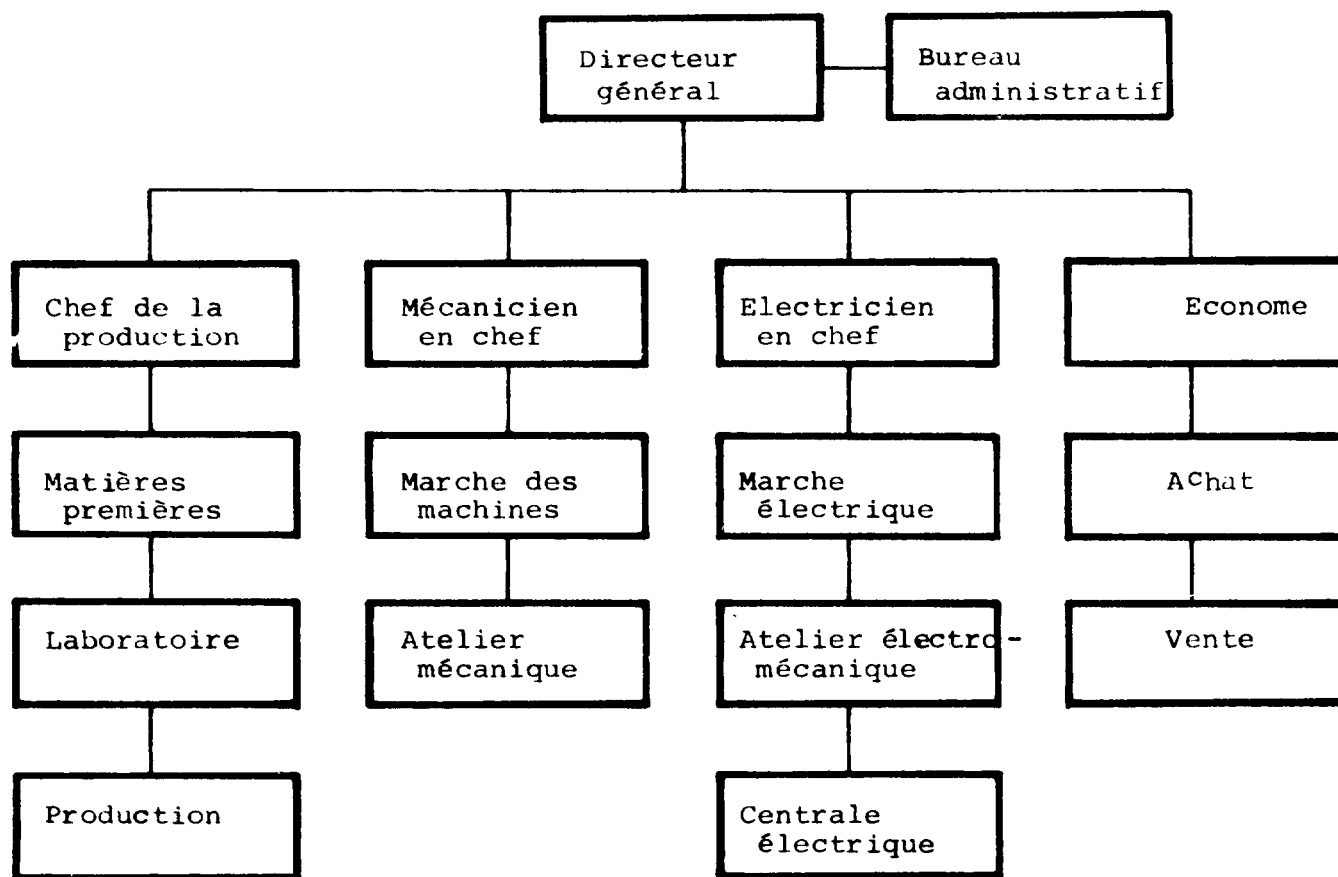 Directeur
général
Bureau
administratif
Chef de la
production
Mécanicien
en chef
Electricien
en chef
Econome
Matières
premières
Marche des
machines
Marche
électrique
Achat
Laboratoire
Atelier
mécanique
Atelier électro-
mécanique
Vente
Production
Centrale
électrique